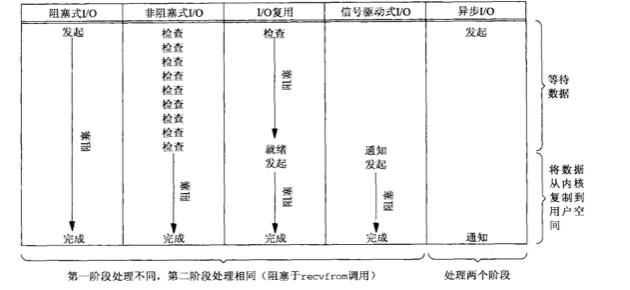 阻塞式I/O 非阻塞式I/O I/O复用 信号驱动式I/O 异步I/O
发起 检查 检查 发起
检查
检查
检查
检查
检查
检查
检查
检查 就绪 通知
发起 发起
阻塞
阻塞
阻塞
阻塞
阻塞
完成 完成 完成 完成 通知
等待
数据
将数据
从内核
复制到
用户空
间
第一阶段处理不同，第二阶段处理相同（阻塞于recvfrom调用） 处理两个阶段